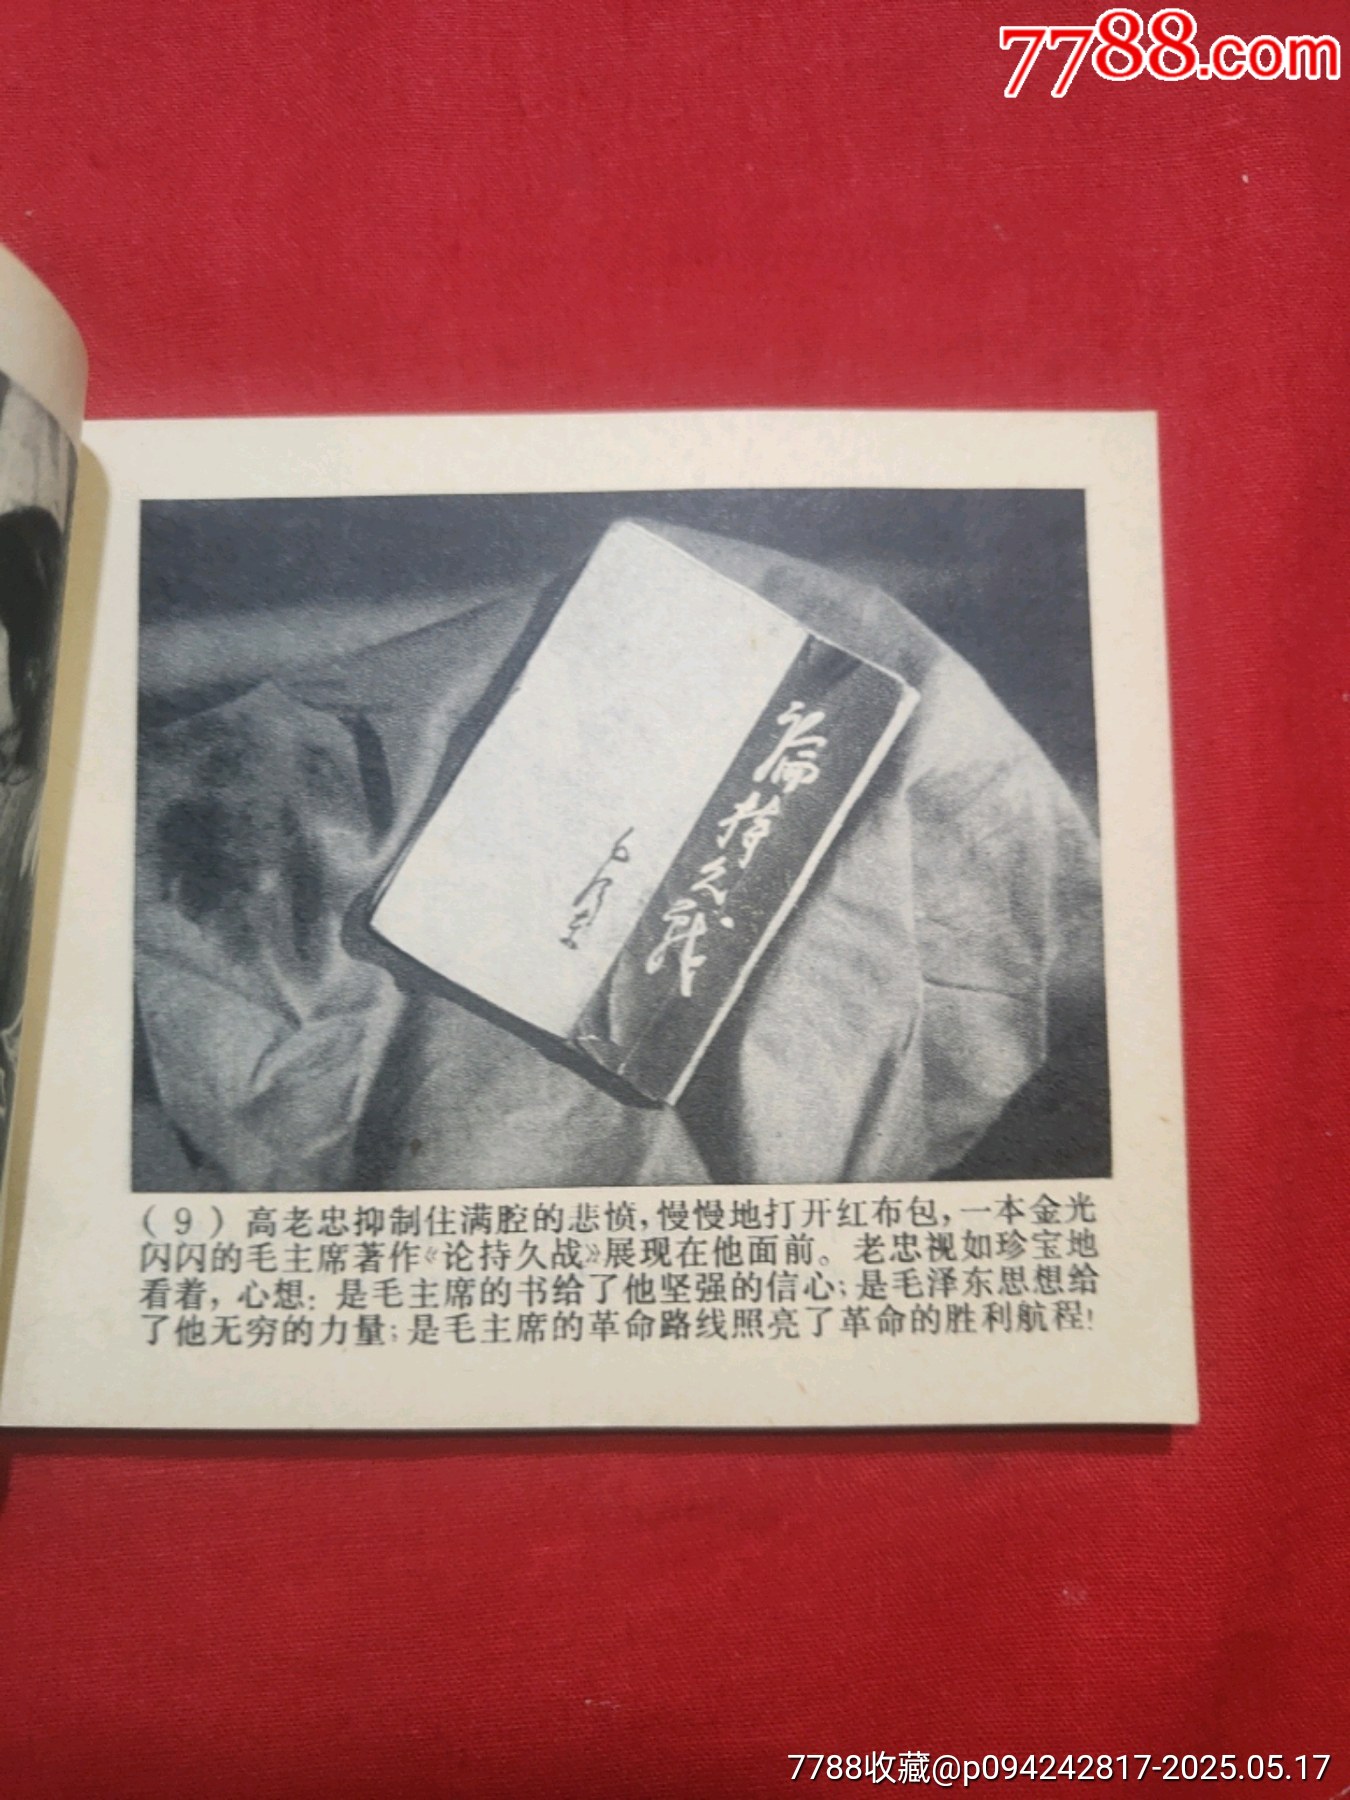 7788.com
论持久战
毛泽东
（9）高老忠抑制住满腔的悲愤，慢慢地打开红布包，一本金光
闪闪的毛主席著作《论持久战》展现在他面前。老忠视如珍宝地
看着，心想：是毛主席的书给了他坚强的信心；是毛泽东思想给
了他无穷的力量；是毛主席的革命路线照亮了革命的胜利航程！
7788收藏@p094242817-2025.05.17